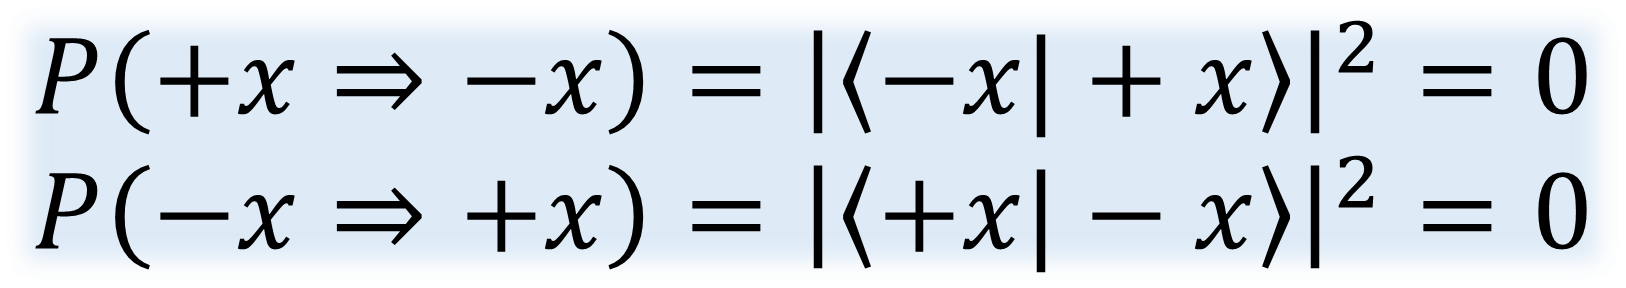 P(+x ⇒ −x) = |⟨−x| + x⟩|² = 0
P(−x ⇒ +x) = |⟨+x| − x⟩|² = 0